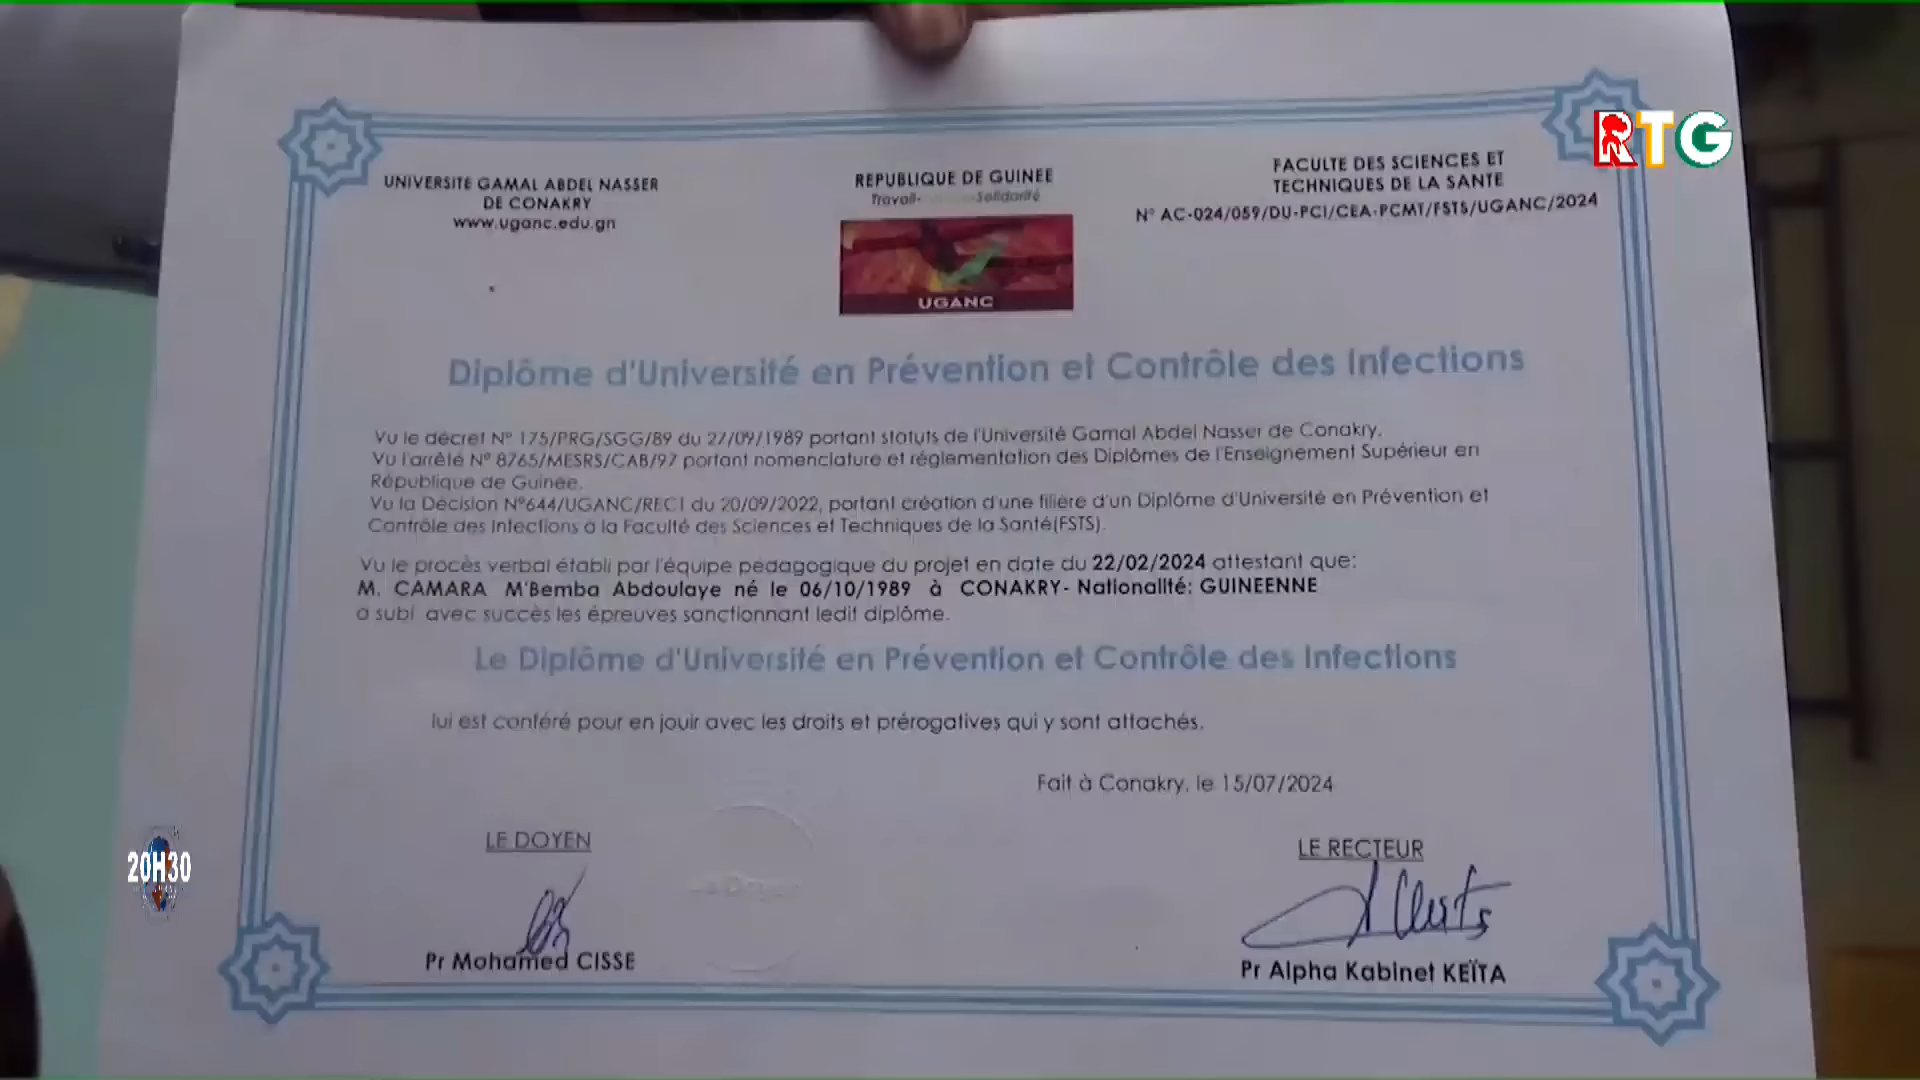 RTG
UNIVERSITE GAMAL ABDEL NASSER
DE CONAKRY
www.uganc.edu.gn
REPUBLIQUE DE GUINEE
Travail- Solidarité
UGANC
FACULTE DES SCIENCES ET
TECHNIQUES DE LA SANTE
N° AC-024/059/DU-PCI/CEA-PCMT/FSTS/UGANC/2024
Diplôme d'Université en Prévention et Contrôle des Infections
Vu le décret N° 175/PRG/SGG/89 du 27/09/1989 portant statuts de l'Université Gamal Abdel Nasser de Conakry.
Vu l'arrêté N° 8765/MESRS/CAB/97 portant nomenclature et réglementation des Diplômes de l'Enseignement Supérieur en
République de Guinée.
Vu la Décision N°644/UGANC/RECT du 20/09/2022, portant création d'une filière d'un Diplôme d'Université en Prévention et
Contrôle des Infections à la Faculté des Sciences et Techniques de la Santé(FSTS).
Vu le procès verbal établi par l'équipe pédagogique du projet en date du 22/02/2024 attestant que:
M. CAMARA M'Bemba Abdoulaye né le 06/10/1989 à CONAKRY- Nationalité: GUINEENNE
a subi avec succès les épreuves sanctionnant ledit diplôme.
Le Diplôme d'Université en Prévention et Contrôle des Infections
lui est conféré pour en jouir avec les droits et prérogatives qui y sont attachés.
Fait à Conakry, le 15/07/2024
LE DOYEN
Le Doyen
Pr Mohamed CISSE
LE RECTEUR
Pr Alpha Kabinet KEÏTA
20H30